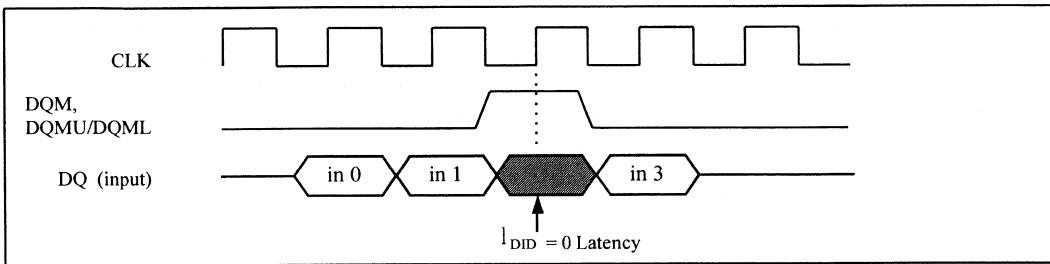 CLK
DQM,
DQMU/DQML
DQ (input)
in 0
in 1
in 3
l DID = 0 Latency